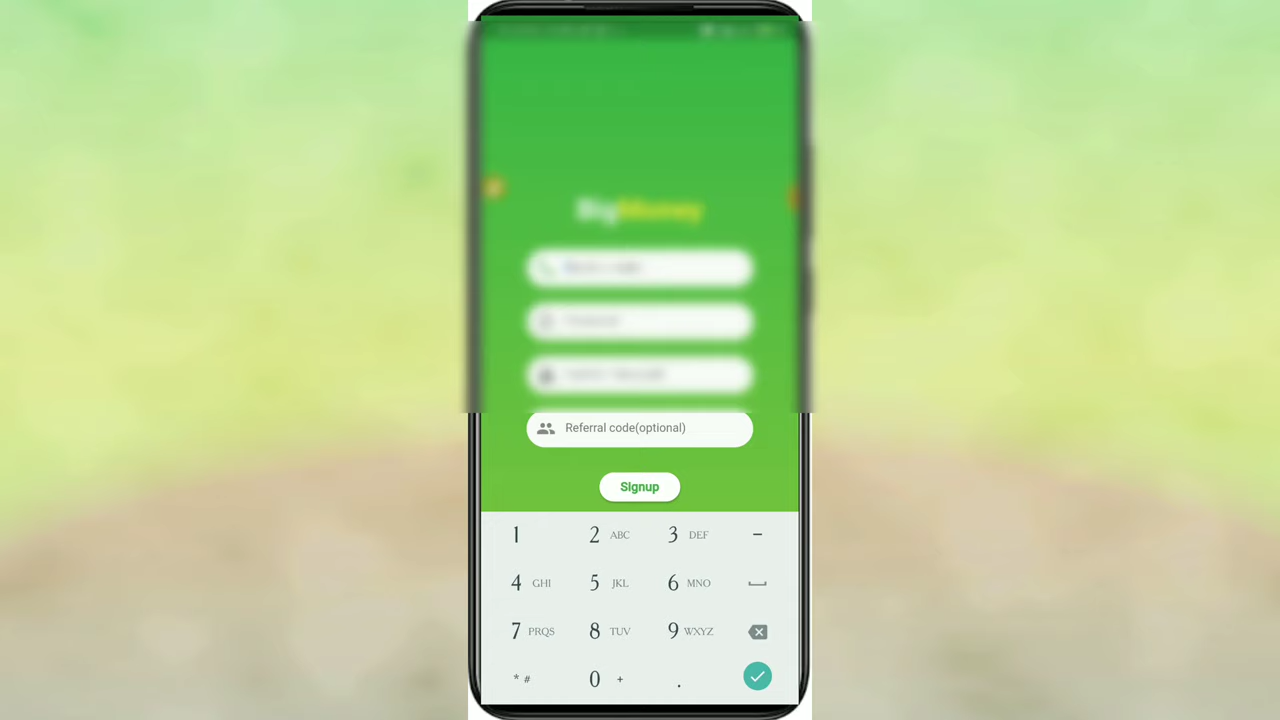 BigMoney
Referral code(optional)
Signup
1 2 ABC 3 DEF -
4 GHI 5 JKL 6 MNO
7 PRQS 8 TUV 9 WXYZ
* # 0 + .